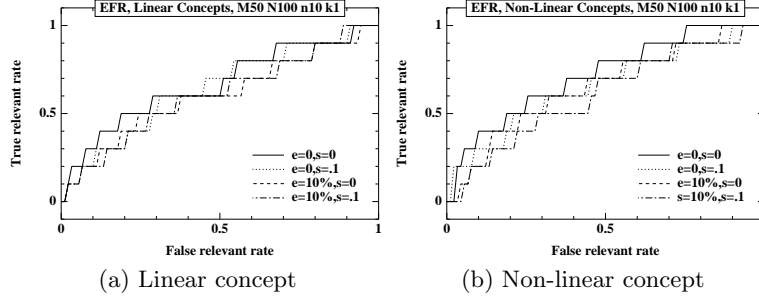 EFR, Linear Concepts, M50 N100 n10 k1
True relevant rate
1
0.5
0
e=0,s=0
e=0,s=.1
e=10%,s=0
e=10%,s=.1
0
0.5
1
False relevant rate
(a) Linear concept
EFR, Non-Linear Concepts, M50 N100 n10 k1
True relevant rate
1
0.5
0
e=0,s=0
e=0,s=.1
e=10%,s=0
s=10%,s=.1
0
0.5
False relevant rate
(b) Non-linear concept